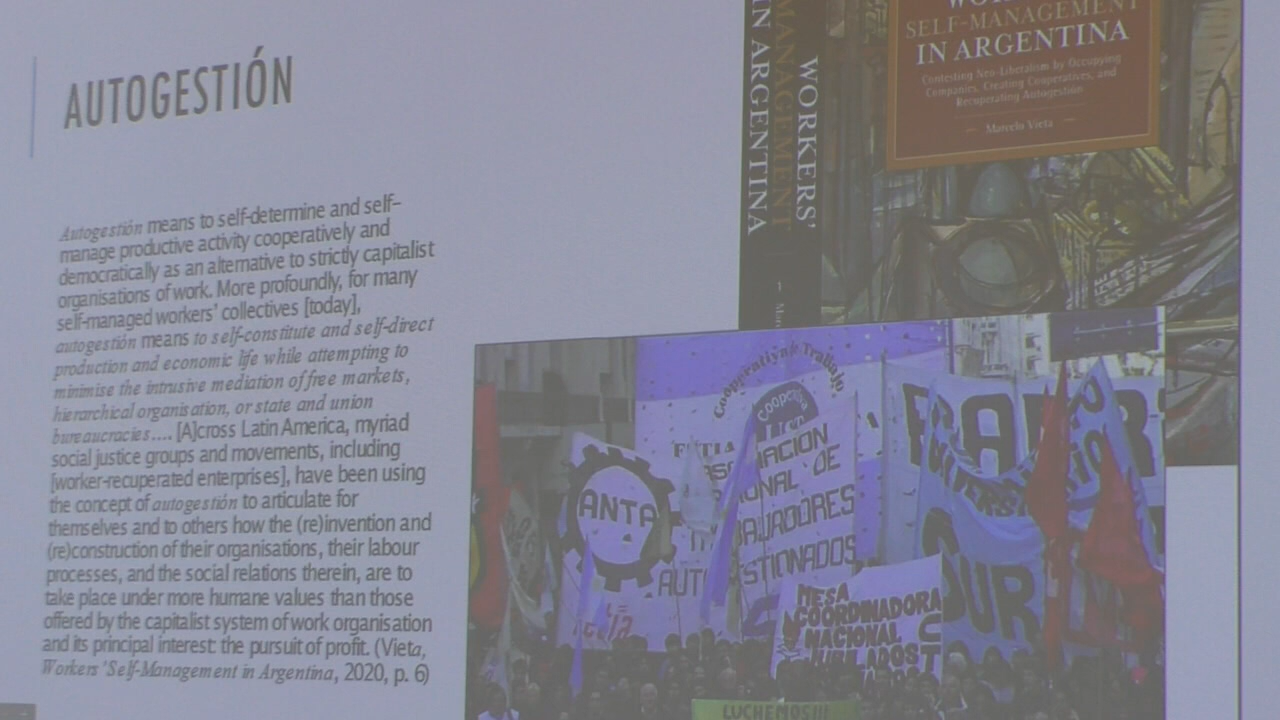 AUTOGESTIÓN
Autogestión means to self-determine and self-
manage productive activity cooperatively and
democratically as an alternative to strictly capitalist
organisations of work. More profoundly, for many
self-managed workers' collectives [today],
autogestión means to self-constitute and self-direct
production and economic life while attempting to
minimise the intrusive mediation of free markets,
hierarchical organisation, or state and union
bureaucracies.... [A]cross Latin America, myriad
social justice groups and movements, including
[worker-recuperated enterprises], have been using
the concept of autogestión to articulate for
themselves and to others how the (re)invention and
(re)construction of their organisations, their labour
processes, and the social relations therein, are to
take place under more humane values than those
offered by the capitalist system of work organisation
and its principal interest: the pursuit of profit. (Vieta,
Workers' Self-Management in Argentina, 2020, p. 6)
WORKERS'
MANAGEMENT
IN ARGENTINA
SELF-MANAGEMENT
IN ARGENTINA
Contesting Neo-Liberalism by Occupying
Companies, Creating Cooperatives, and
Recuperating Autogestión
Marcelo Vieta
Cooperativa de Trabajo
Cooperativa
ANTA
DE
MESA
COORDINADORA
NACIONAL